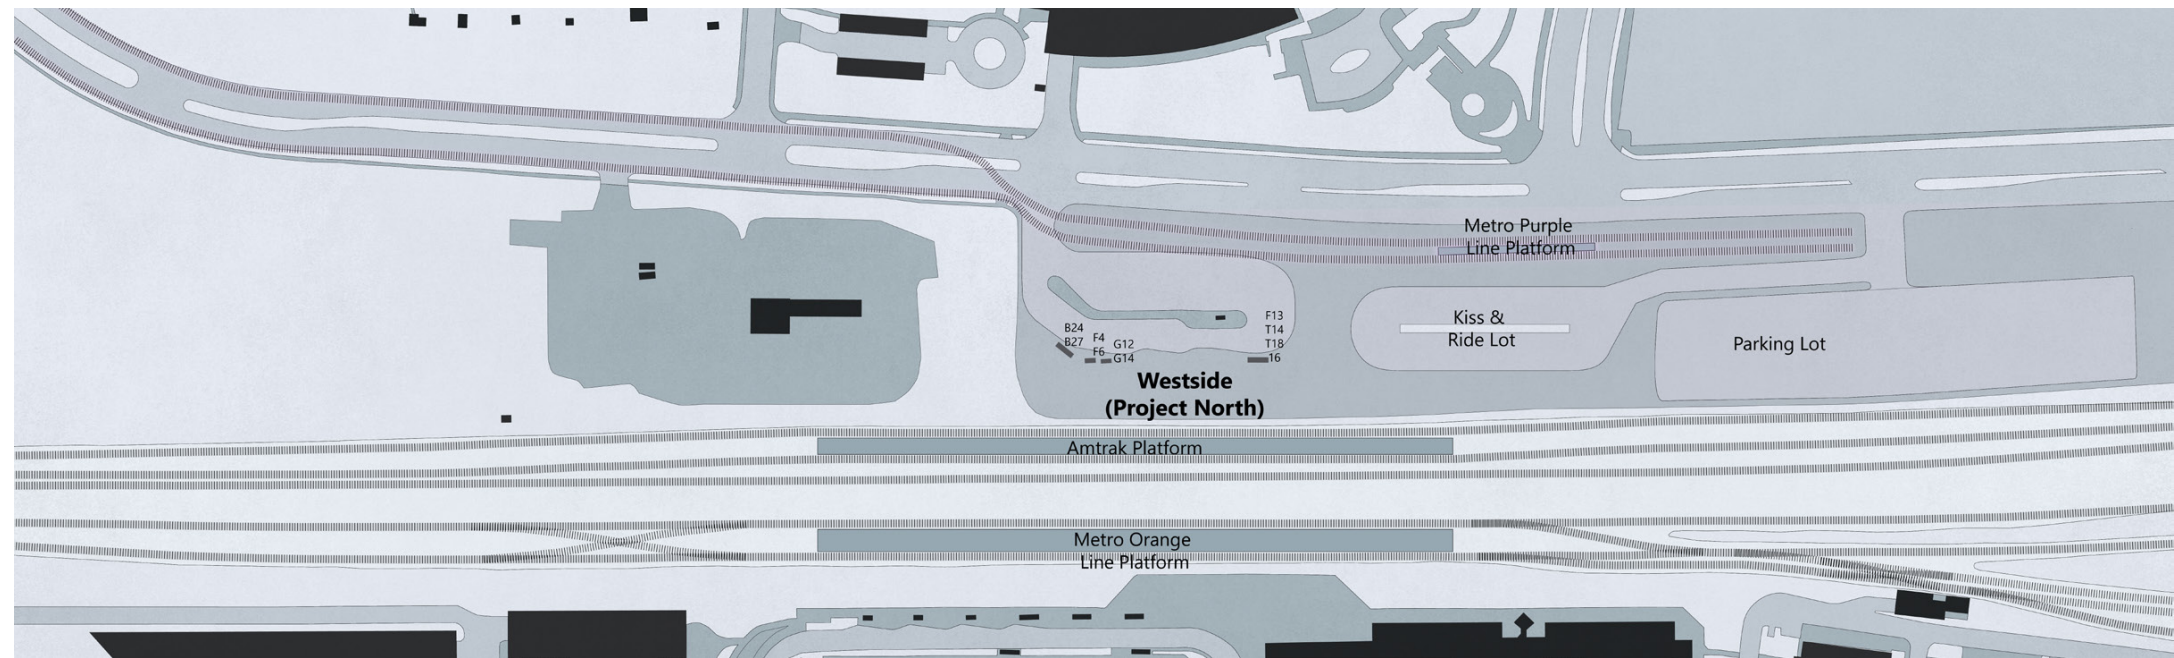 Metro Purple
Line Platform
Kiss &
Ride Lot
Parking Lot
B24
B27
F4
F6
G12
G14
F13
T14
T18
16
Westside
(Project North)
Amtrak Platform
Metro Orange
Line Platform